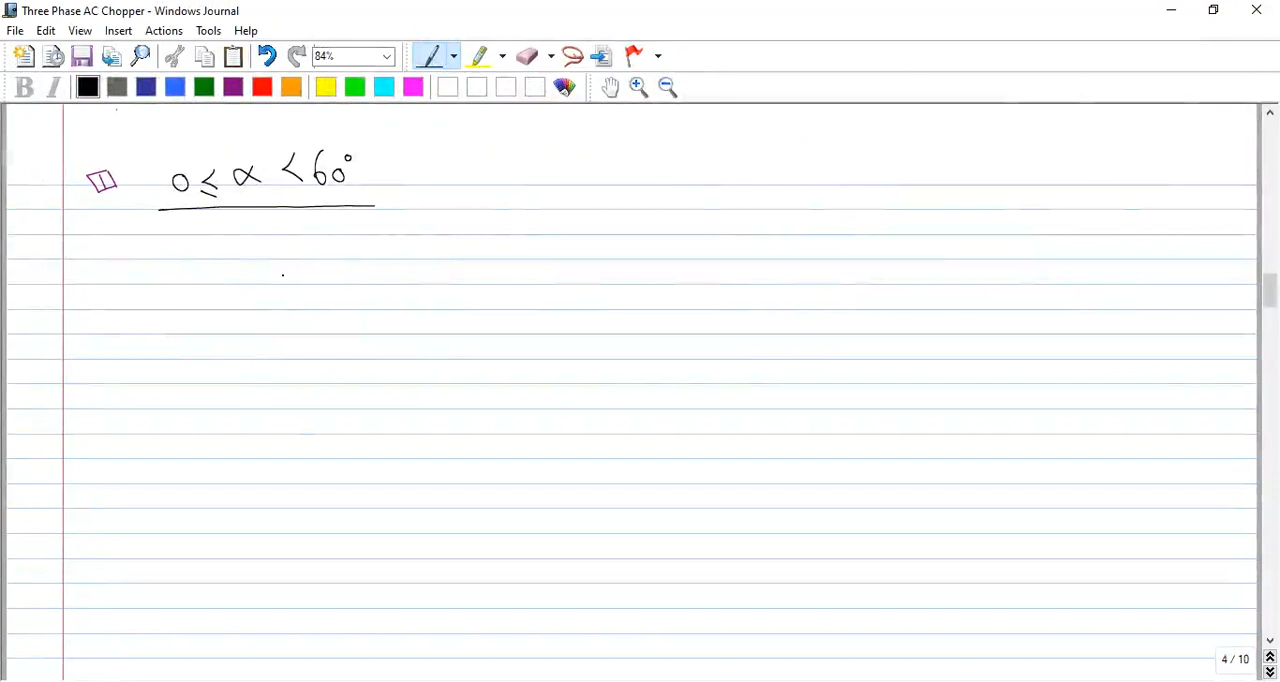 Three Phase AC Chopper - Windows Journal
File Edit View Insert Actions Tools Help
84%
B I
I 0 ≤ α < 60°
4 / 10